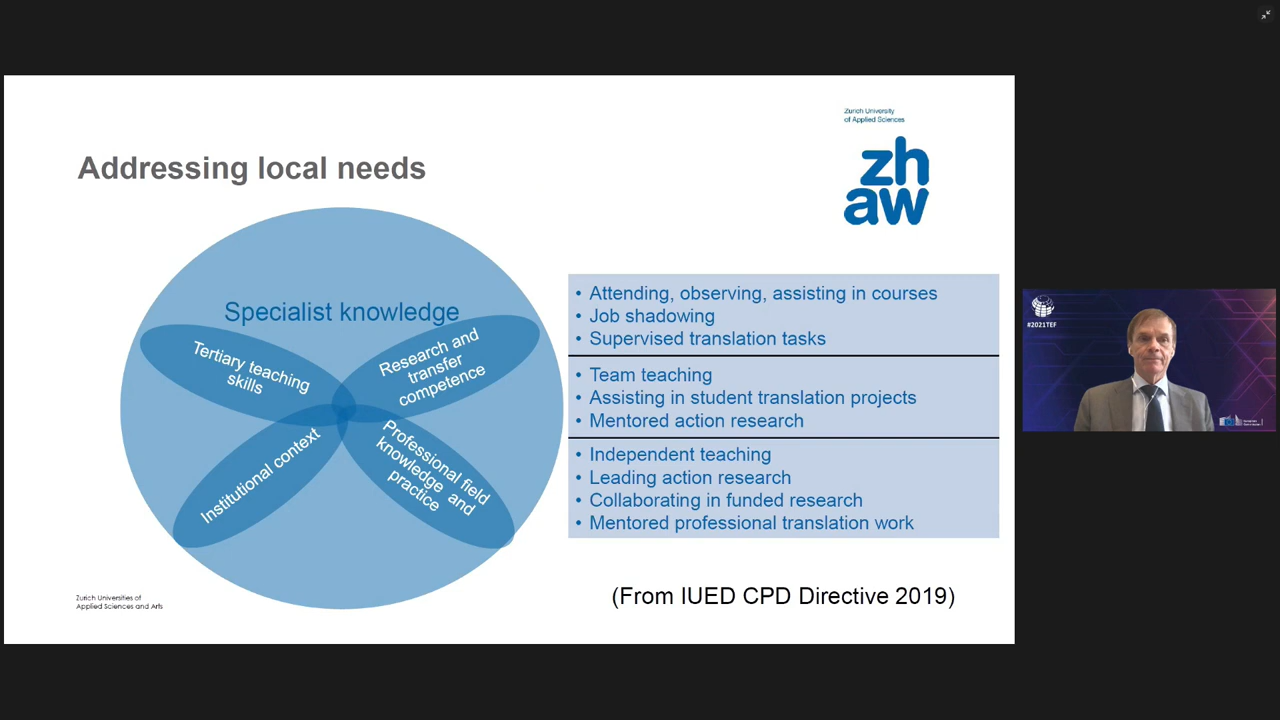 Zurich University
of Applied Sciences
zh
aw
Addressing local needs
Specialist knowledge
Tertiary teaching
skills
Research and
transfer
competence
Institutional context
Professional field
knowledge and
practice
• Attending, observing, assisting in courses
• Job shadowing
• Supervised translation tasks
• Team teaching
• Assisting in student translation projects
• Mentored action research
• Independent teaching
• Leading action research
• Collaborating in funded research
• Mentored professional translation work
(From IUED CPD Directive 2019)
Zurich Universities of
Applied Sciences and Arts
#2021TEF